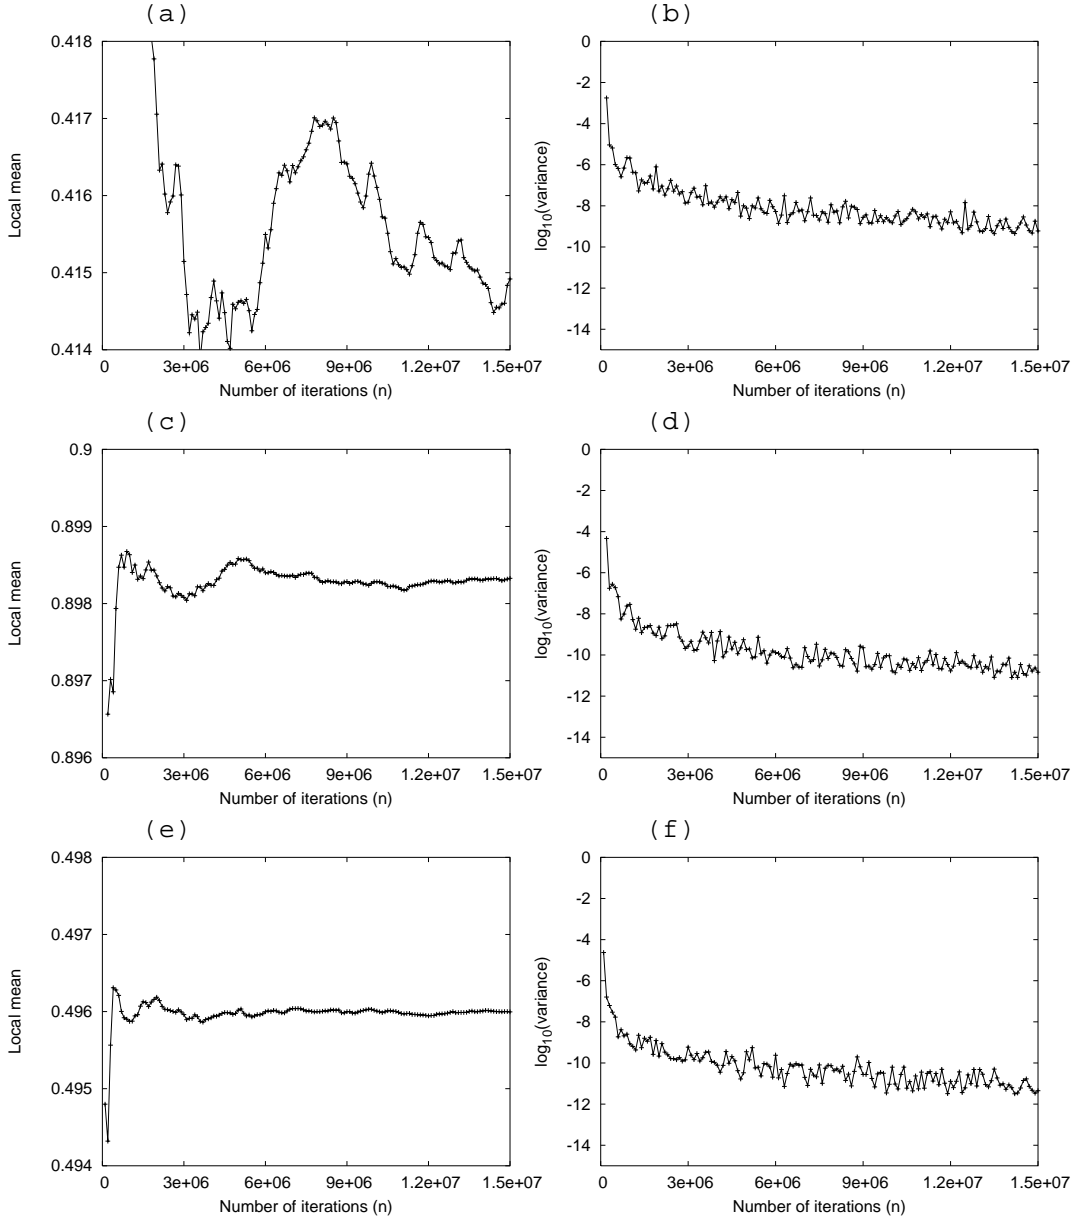 (a)
0.418
0.417
0.416
0.415
0.414
Local mean
0 3e+06 6e+06 9e+06 1.2e+07 1.5e+07
Number of iterations (n)
(b)
0
-2
-4
-6
-8
-10
-12
-14
log10(variance)
0 3e+06 6e+06 9e+06 1.2e+07 1.5e+07
Number of iterations (n)
(c)
0.9
0.899
0.898
0.897
0.896
Local mean
0 3e+06 6e+06 9e+06 1.2e+07 1.5e+07
Number of iterations (n)
(d)
0
-2
-4
-6
-8
-10
-12
-14
log10(variance)
0 3e+06 6e+06 9e+06 1.2e+07 1.5e+07
Number of iterations (n)
(e)
0.498
0.497
0.496
0.495
0.494
Local mean
0 3e+06 6e+06 9e+06 1.2e+07 1.5e+07
Number of iterations (n)
(f)
0
-2
-4
-6
-8
-10
-12
-14
log10(variance)
0 3e+06 6e+06 9e+06 1.2e+07 1.5e+07
Number of iterations (n)